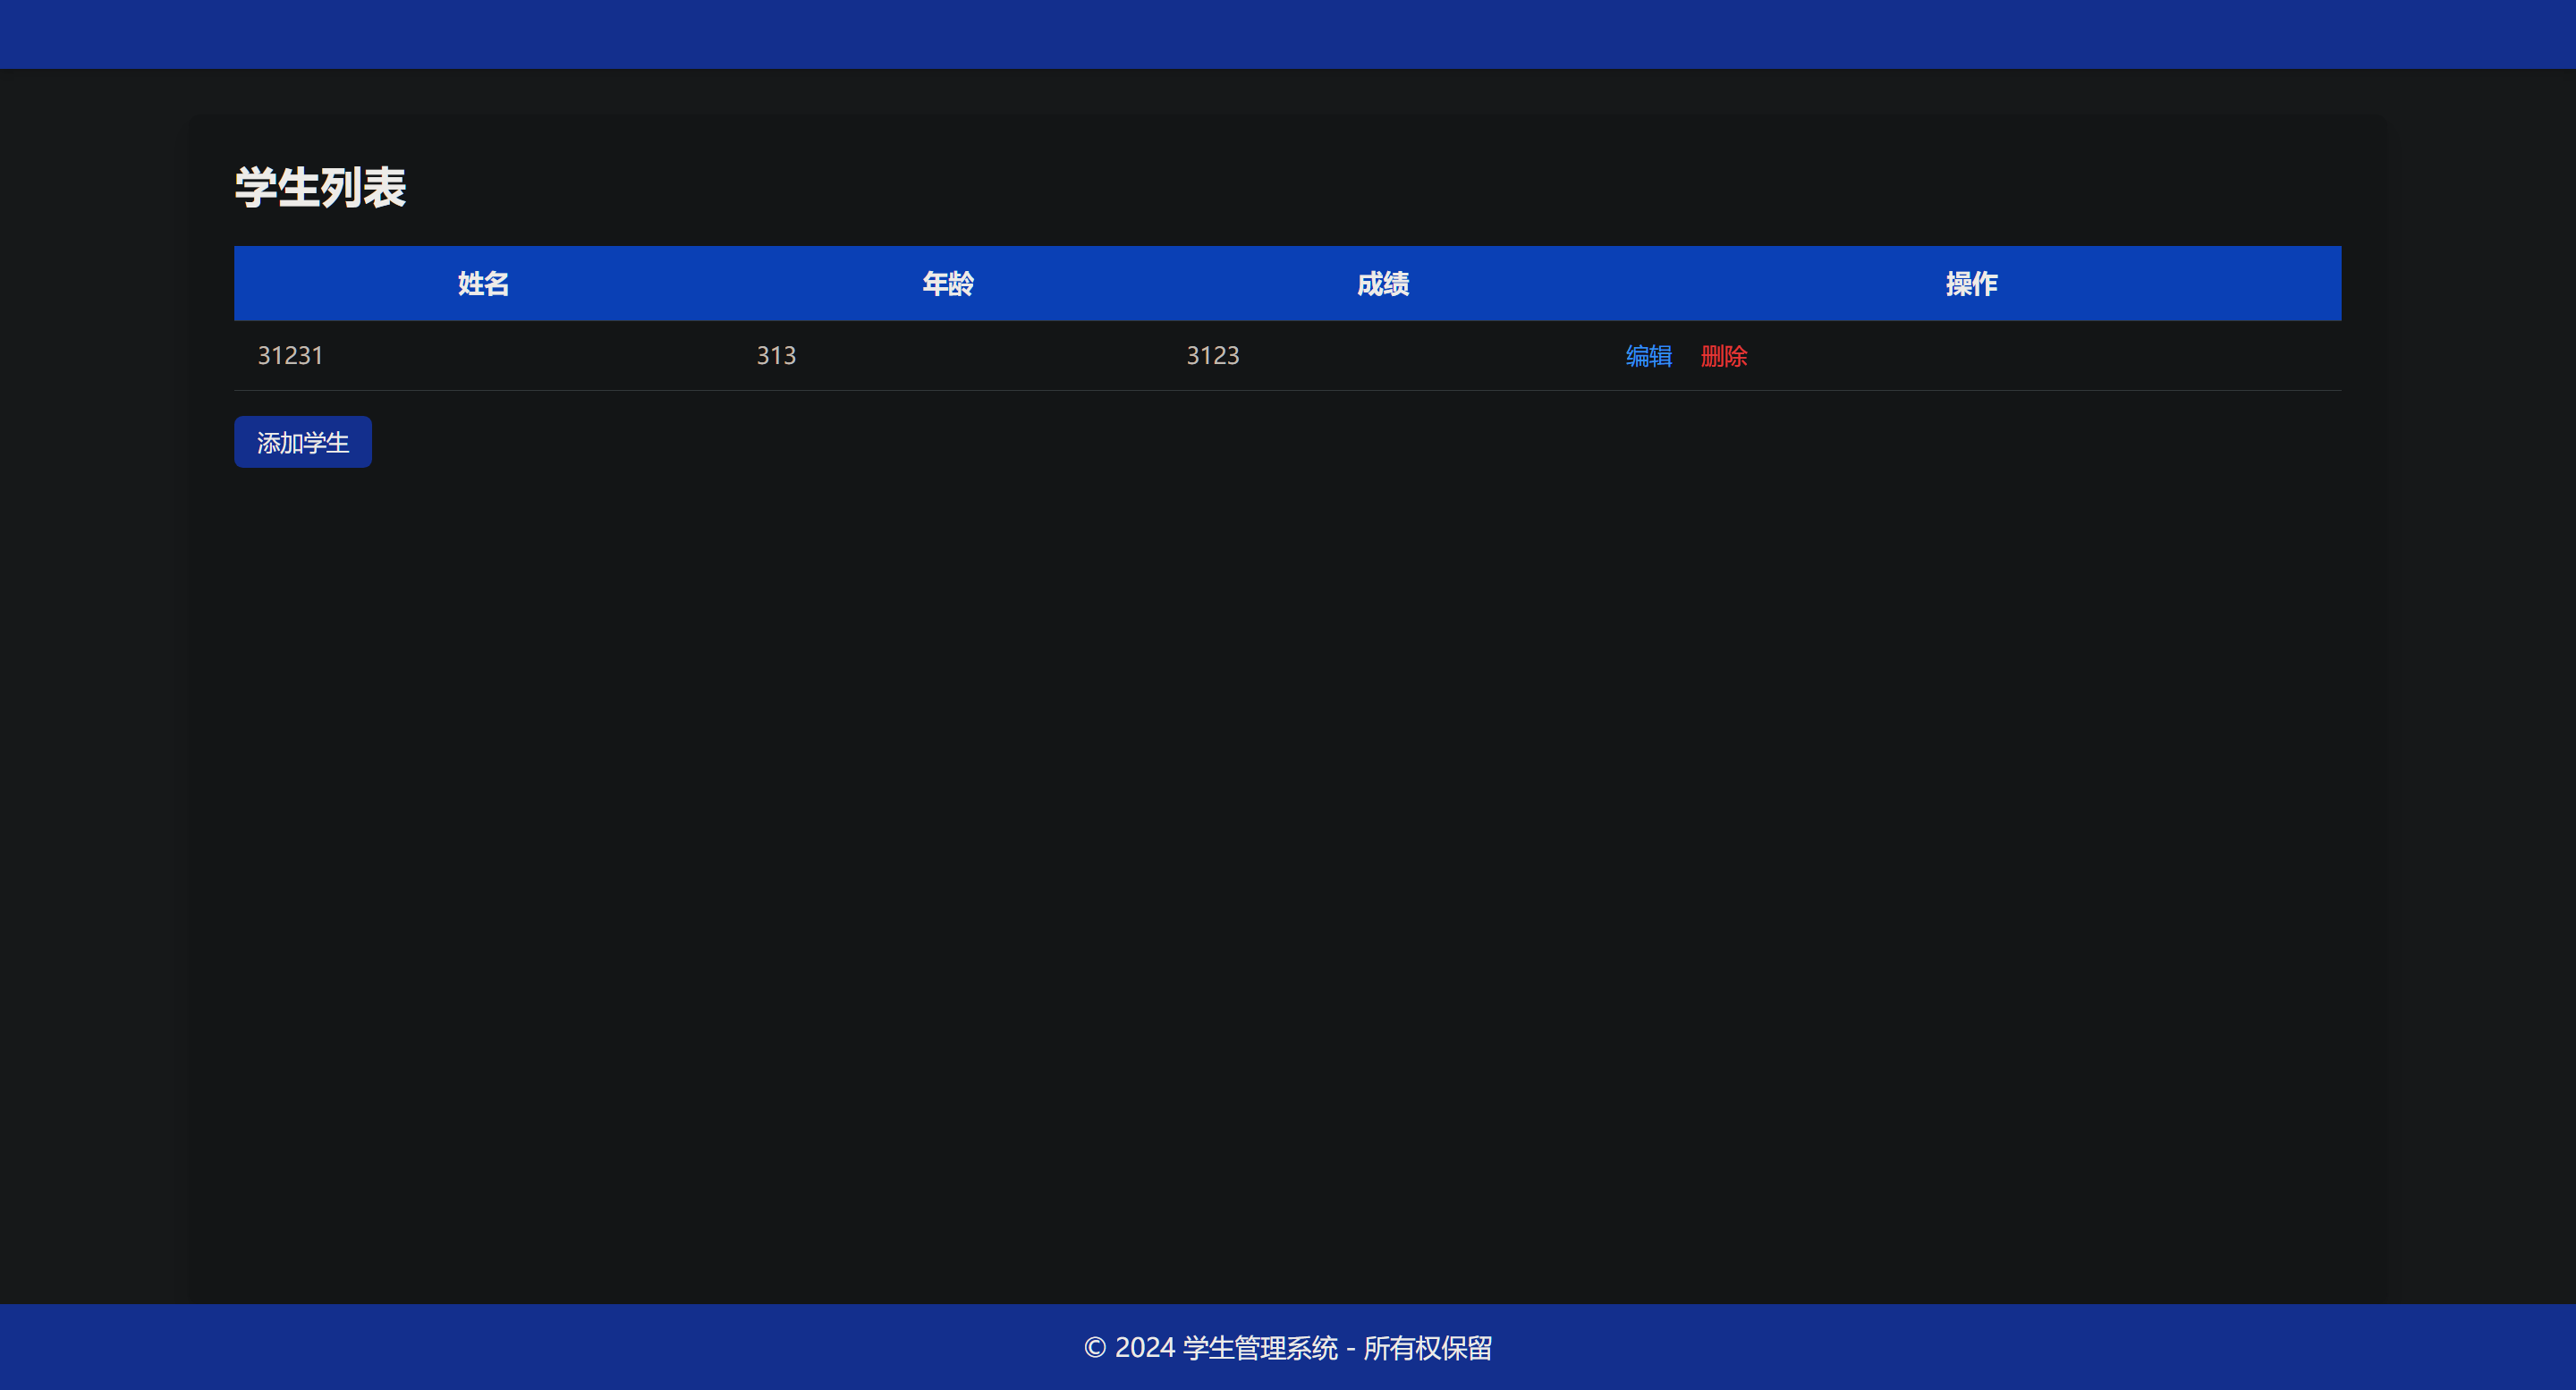 学生列表
姓名 年龄 成绩 操作
31231 313 3123 编辑 删除
添加学生
© 2024 学生管理系统 - 所有权保留